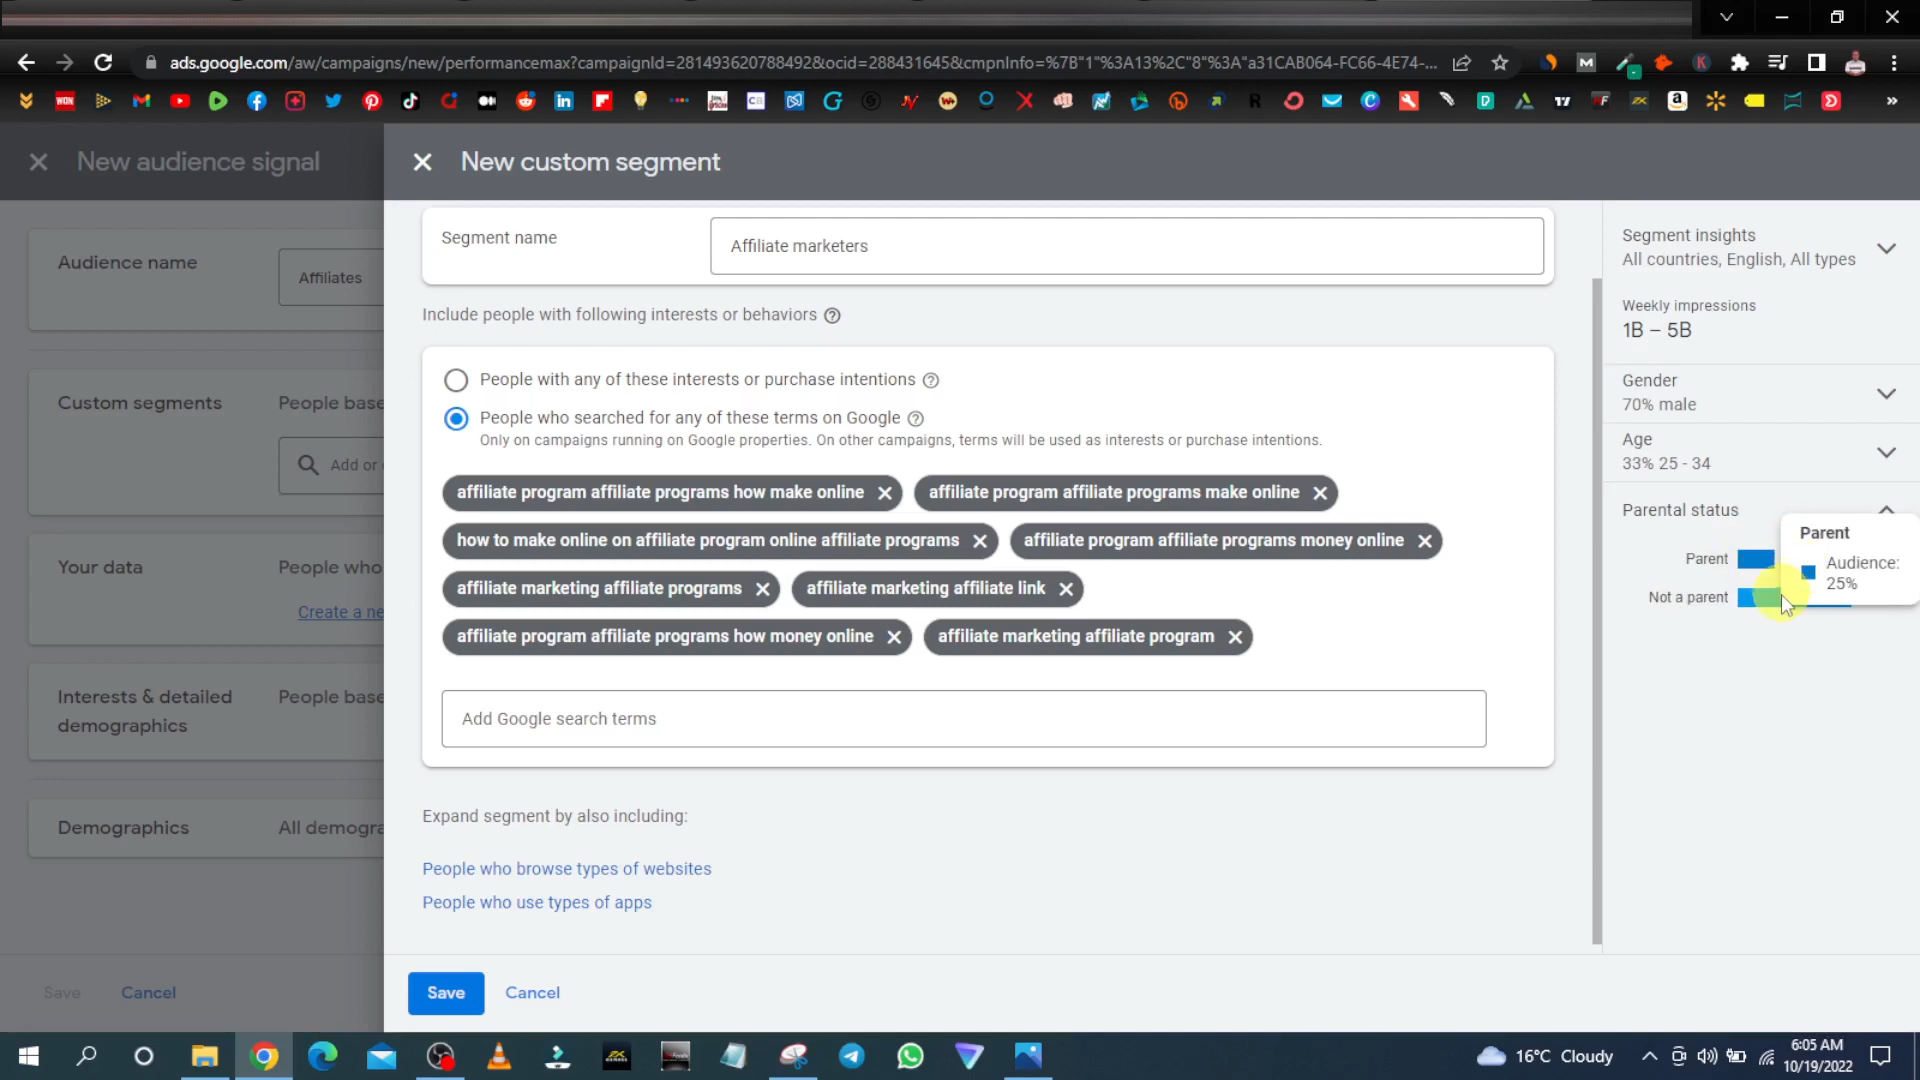 ads.google.com/aw/campaigns/new/performancemax?campaignId=281493620788492&ocid=288431645&cmpnInfo=%7B"1"%3A13%2C"8"%3A"a31CAB064-FC66-4E74-...
New audience signal
New custom segment
Audience name
Affiliates
Custom segments
People base
Add or
Your data
People who
Create a ne
Interests & detailed
demographics
People base
Demographics
All demogra
Save
Cancel
Segment name
Affiliate marketers
Include people with following interests or behaviors
People with any of these interests or purchase intentions
People who searched for any of these terms on Google
Only on campaigns running on Google properties. On other campaigns, terms will be used as interests or purchase intentions.
affiliate program affiliate programs how make online
affiliate program affiliate programs make online
how to make online on affiliate program online affiliate programs
affiliate program affiliate programs money online
affiliate marketing affiliate programs
affiliate marketing affiliate link
affiliate program affiliate programs how money online
affiliate marketing affiliate program
Add Google search terms
Expand segment by also including:
People who browse types of websites
People who use types of apps
Save
Cancel
Segment insights
All countries, English, All types
Weekly impressions
1B – 5B
Gender
70% male
Age
33% 25 - 34
Parental status
Parent
Not a parent
Parent
Audience:
25%
16°C Cloudy
6:05 AM
10/19/2022